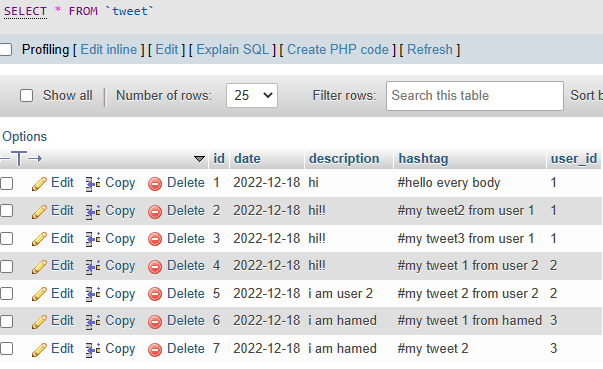 SELECT * FROM `tweet`
Profiling [ Edit inline ] [ Edit ] [ Explain SQL ] [ Create PHP code ] [ Refresh ]
Show all Number of rows: 25 Filter rows: Search this table Sort b
Options
id date description hashtag user_id
Edit Copy Delete 1 2022-12-18 hi #hello every body 1
Edit Copy Delete 2 2022-12-18 hi!! #my tweet2 from user 1 1
Edit Copy Delete 3 2022-12-18 hi!! #my tweet3 from user 1 1
Edit Copy Delete 4 2022-12-18 hi!! #my tweet 1 from user 2 2
Edit Copy Delete 5 2022-12-18 i am user 2 #my tweet 2 from user 2 2
Edit Copy Delete 6 2022-12-18 i am hamed #my tweet 1 from hamed 3
Edit Copy Delete 7 2022-12-18 i am hamed #my tweet 2 3